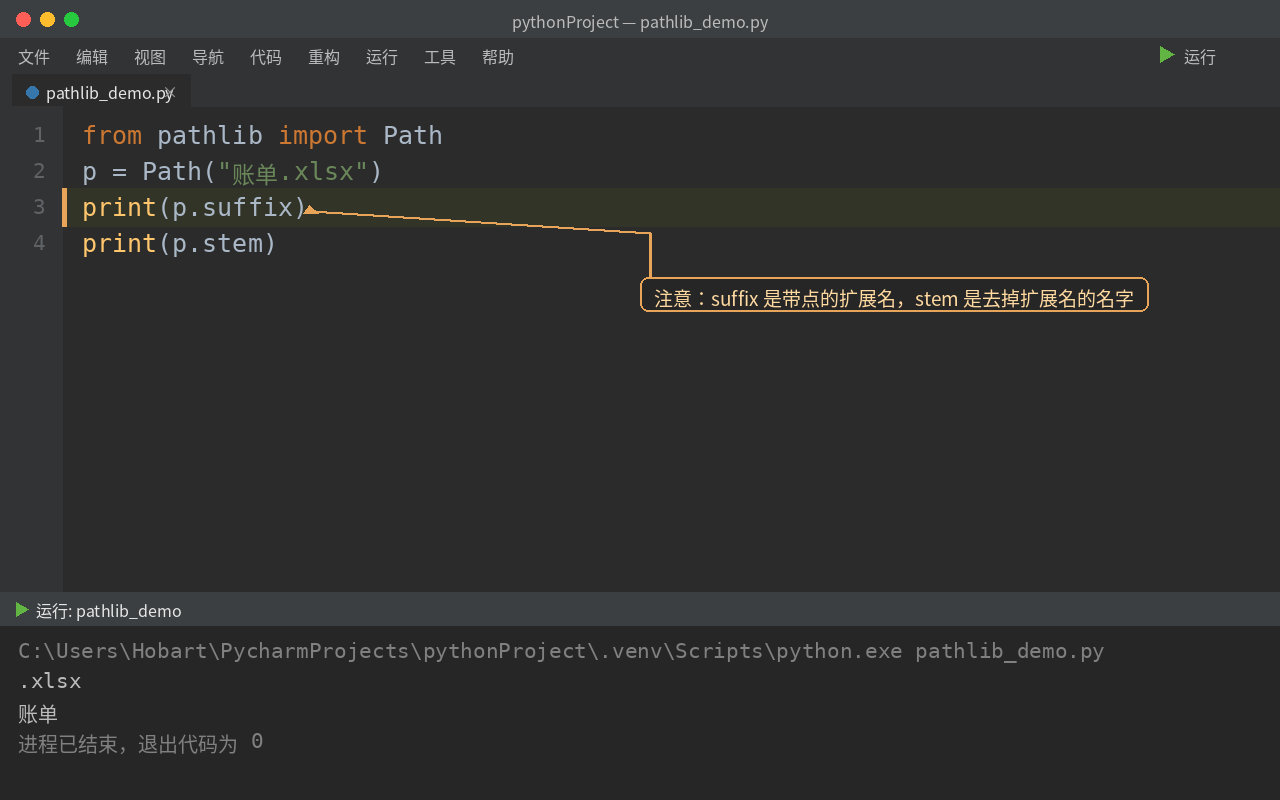 pythonProject — pathlib_demo.py
文件 编辑 视图 导航 代码 重构 运行 工具 帮助 运行
pathlib_demo.py ×
1 from pathlib import Path
2 p = Path("账单.xlsx")
3 print(p.suffix)
4 print(p.stem)
注意：suffix 是带点的扩展名，stem 是去掉扩展名的名字
运行: pathlib_demo
C:\Users\Hobart\PycharmProjects\pythonProject\.venv\Scripts\python.exe pathlib_demo.py
.xlsx
账单
进程已结束，退出代码为 0